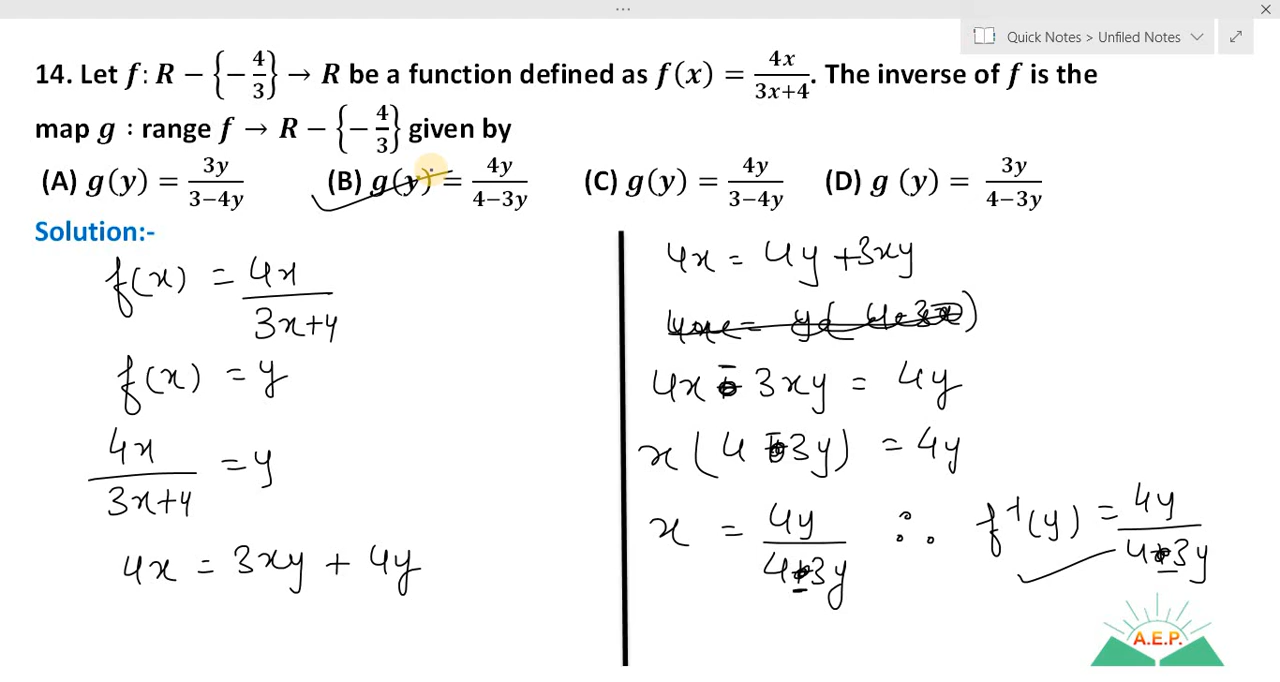 Quick Notes > Unfiled Notes
14. Let f: R − {−4/3} → R be a function defined as f(x) = 4x/(3x+4). The inverse of f is the
map g : range f → R − {−4/3} given by
(A) g(y) = 3y/(3−4y) (B) g(y) = 4y/(4−3y) (C) g(y) = 4y/(3−4y) (D) g (y) = 3y/(4−3y)
Solution:-
f(x) = 4x/(3x+4)
f(x) = y
4x/(3x+4) = y
4x = 3xy + 4y
4x = 4y + 3xy
4x − 3xy = 4y
x(4 − 3y) = 4y
x = 4y/(4−3y) ∴ f⁻¹(y) = 4y/(4−3y)
A.E.P.